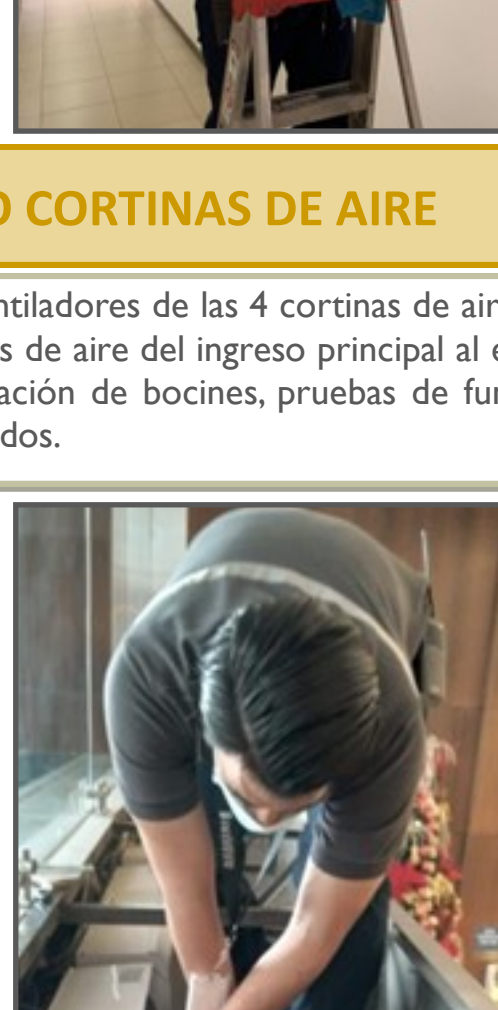 CORTINAS DE AIRE
ntiladores de las 4 cortinas de air
s de aire del ingreso principal al e
ación de bocines, pruebas de fur
dos.